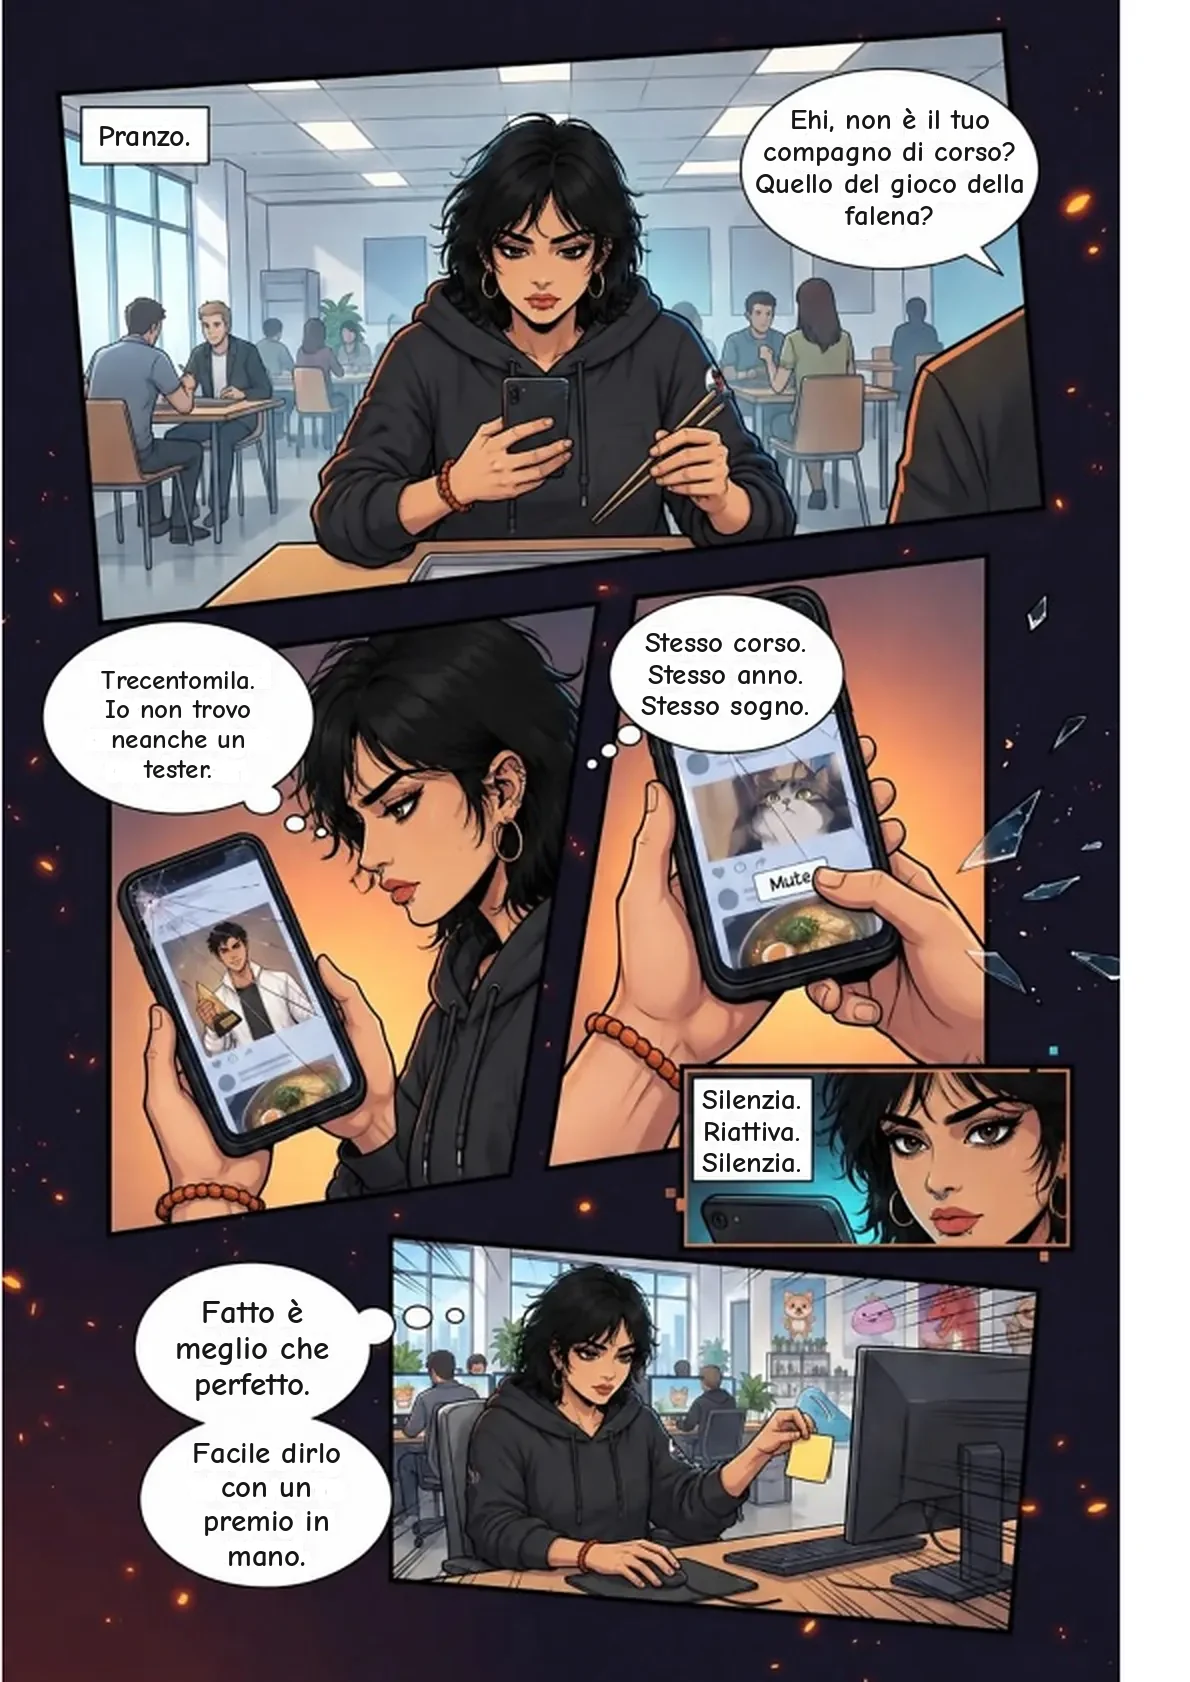 Pranzo.
Ehi, non è il tuo
compagno di corso?
Quello del gioco della
falena?
Trecentomila.
Io non trovo
neanche un
tester.
Stesso corso.
Stesso anno.
Stesso sogno.
Mute
Silenzia.
Riattiva.
Silenzia.
Fatto è
meglio che
perfetto.
Facile dirlo
con un
premio in
mano.